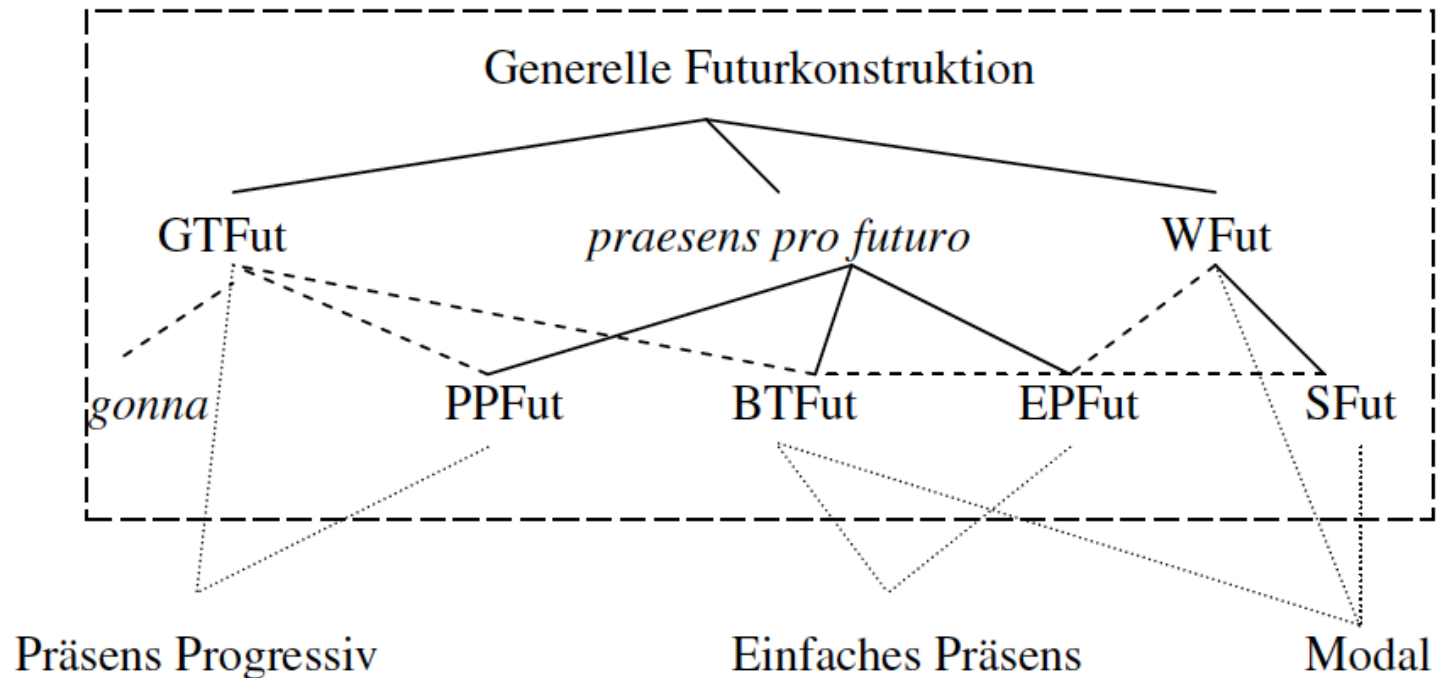 Generelle Futurkonstruktion
GTFut praesens pro futuro WFut
gonna PPFut BTFut EPFut SFut
Präsens Progressiv Einfaches Präsens Modal